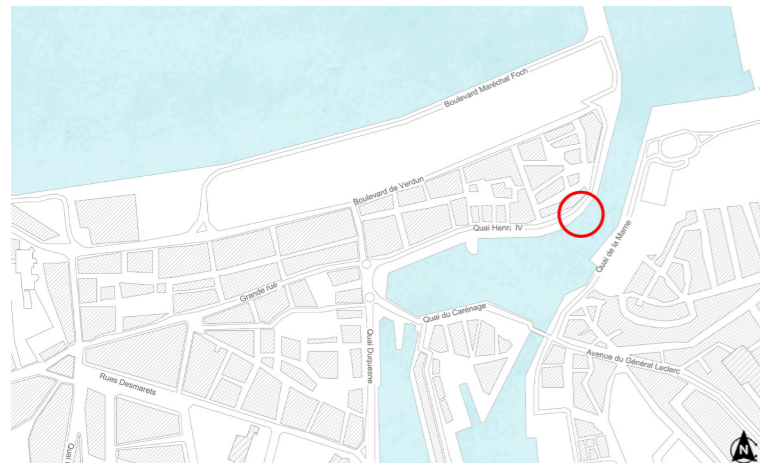 Boulevard Maréchal Foch
Boulevard de Verdun
Quai Henri IV
Quai de la Marne
Grande rue
Quai du Carénage
Quai Duquesne
Avenue du Général Leclerc
Rues Desmarets
Quai
N